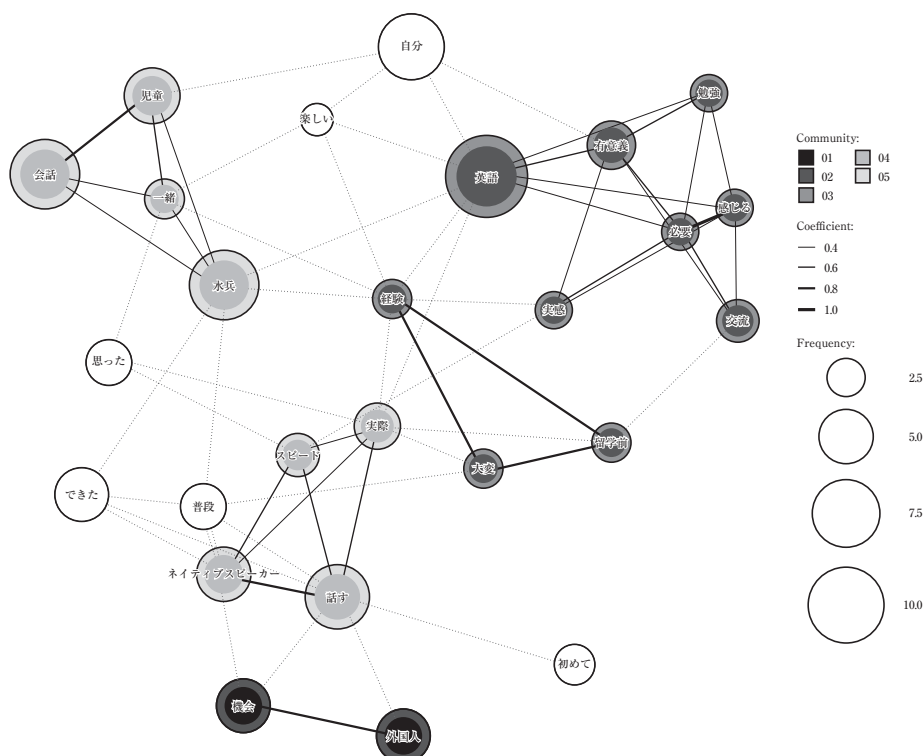 自分
児童
勉強
楽しい
有意義
会話
英語
一緒
感じる
必要
水兵
経験
実感
交流
思った
実際
スピード
留学前
大変
できた
普段
ネイティブスピーカー
話す
初めて
機会
外国人
Community:
01 04
02 05
03
Coefficient:
0.4
0.6
0.8
1.0
Frequency:
2.5
5.0
7.5
10.0